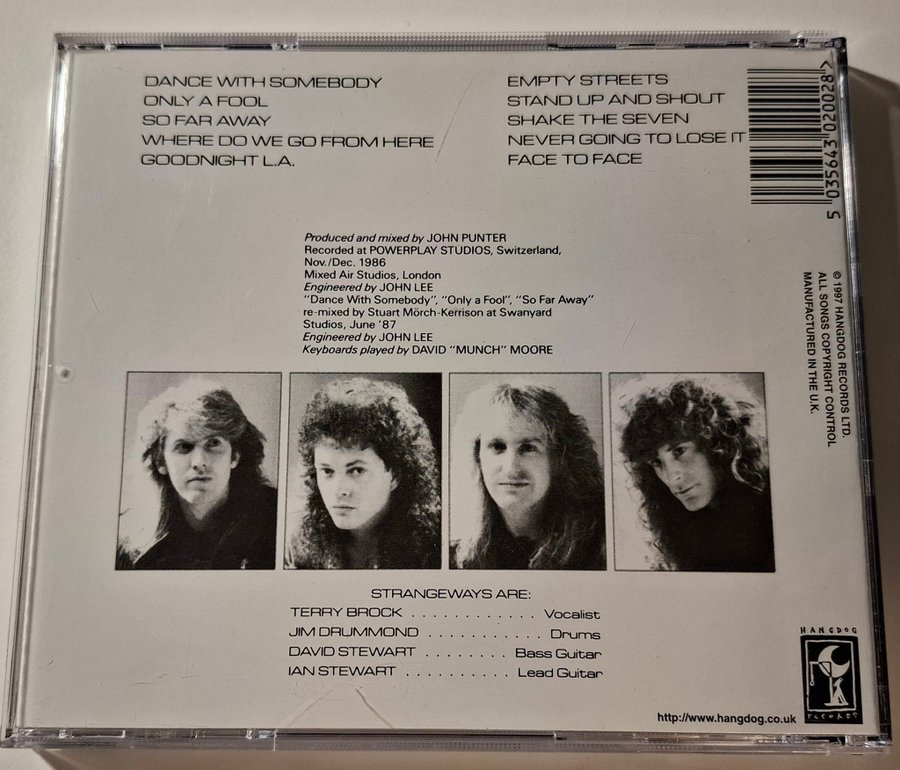 DANCE WITH SOMEBODY
ONLY A FOOL
SO FAR AWAY
WHERE DO WE GO FROM HERE
GOODNIGHT L.A.
EMPTY STREETS
STAND UP AND SHOUT
SHAKE THE SEVEN
NEVER GOING TO LOSE IT
FACE TO FACE
5 035643 020028 >
© 1997 HANGDOG RECORDS LTD.
ALL SONGS COPYRIGHT CONTROL
MANUFACTURED IN THE U.K.
Produced and mixed by JOHN PUNTER
Recorded at POWERPLAY STUDIOS, Switzerland,
Nov./Dec. 1986
Mixed Air Studios, London
Engineered by JOHN LEE
"Dance With Somebody", "Only a Fool", "So Far Away"
re-mixed by Stuart Mörch-Kerrison at Swanyard
Studios, June '87
Engineered by JOHN LEE
Keyboards played by DAVID "MUNCH" MOORE
STRANGEWAYS ARE:
TERRY BROCK . . . . . . . . . . . . Vocalist
JIM DRUMMOND . . . . . . . . . . . Drums
DAVID STEWART . . . . . . . . Bass Guitar
IAN STEWART . . . . . . . . . . Lead Guitar
HANGDOG
records
http://www.hangdog.co.uk